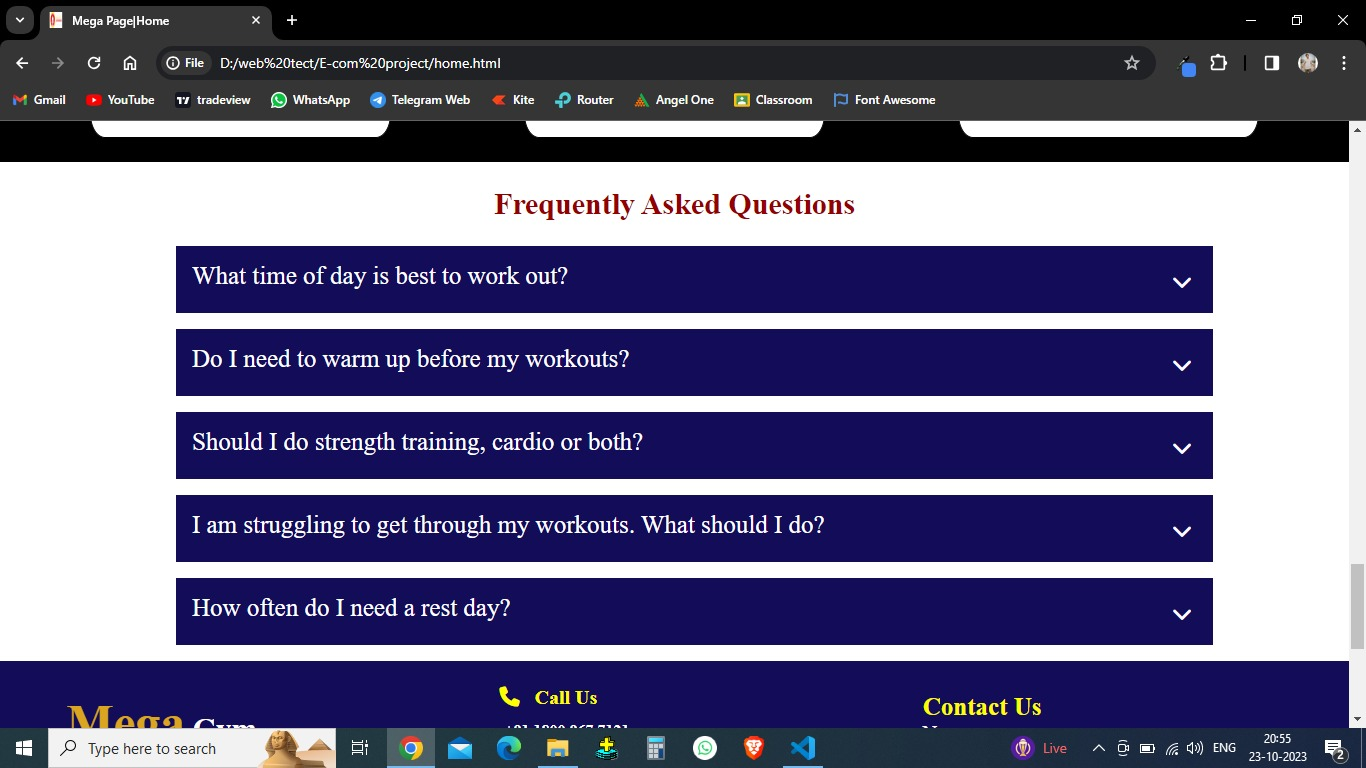 Mega Page|Home
File D:/web%20tect/E-com%20project/home.html
Gmail YouTube tradeview WhatsApp Telegram Web Kite Router Angel One Classroom Font Awesome
Frequently Asked Questions
What time of day is best to work out?
Do I need to warm up before my workouts?
Should I do strength training, cardio or both?
I am struggling to get through my workouts. What should I do?
How often do I need a rest day?
Call Us
Contact Us
Mega Gym
Type here to search
Live
ENG
20:55
23-10-2023
2